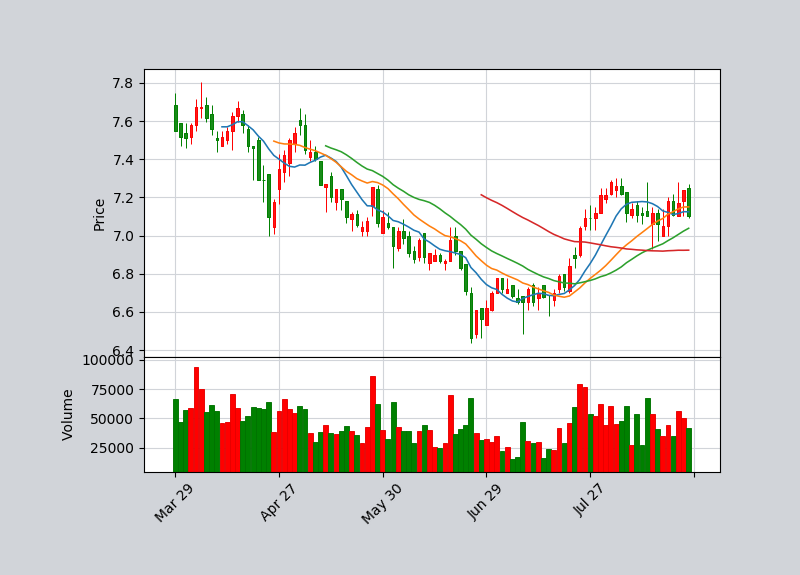 7.8
7.6
7.4
7.2
7.0
6.8
6.6
6.4
Price
100000
75000
50000
25000
Volume
Mar 29
Apr 27
May 30
Jun 29
Jul 27